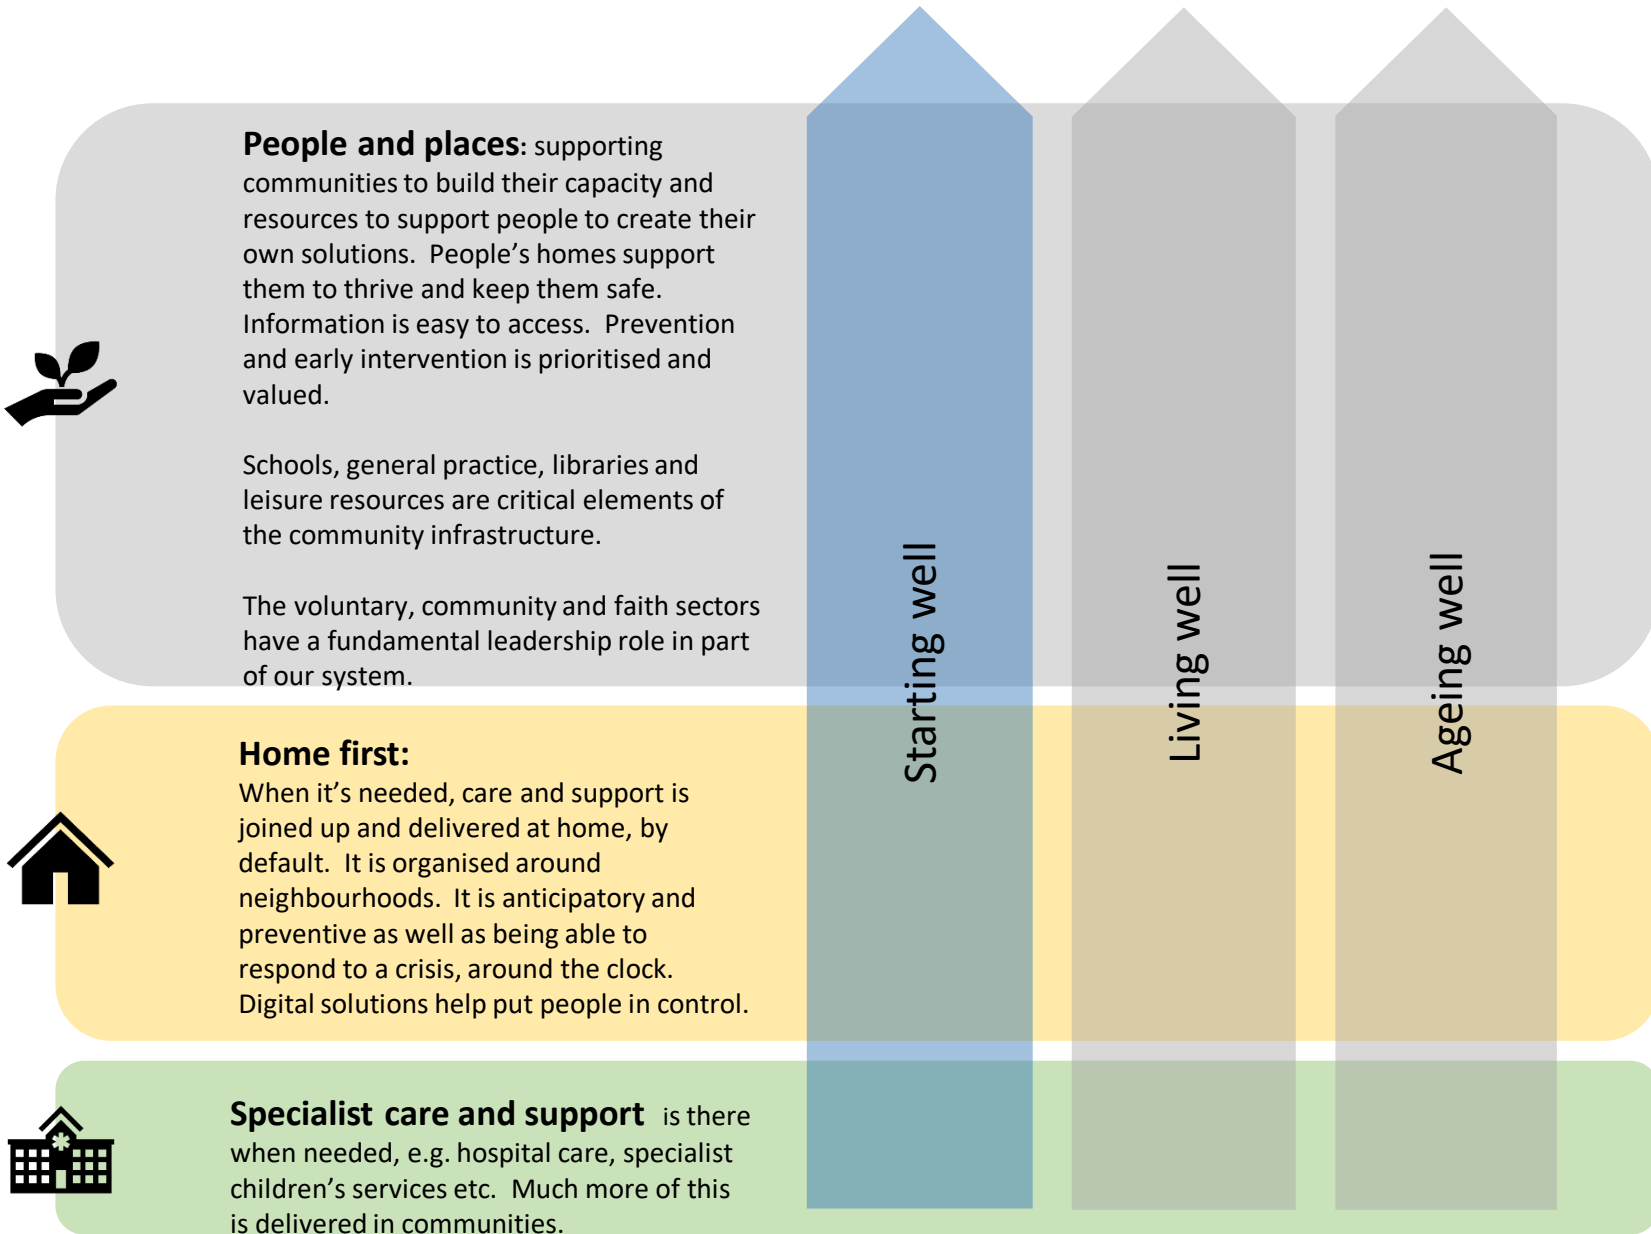 People and places: supporting
communities to build their capacity and
resources to support people to create their
own solutions.  People’s homes support
them to thrive and keep them safe.
Information is easy to access.  Prevention
and early intervention is prioritised and
valued.
Schools, general practice, libraries and
leisure resources are critical elements of
the community infrastructure.
The voluntary, community and faith sectors
have a fundamental leadership role in part
of our system.
Home first:
When it’s needed, care and support is
joined up and delivered at home, by
default.  It is organised around
neighbourhoods.  It is anticipatory and
preventive as well as being able to
respond to a crisis, around the clock.
Digital solutions help put people in control.
Specialist care and support  is there
when needed, e.g. hospital care, specialist
children’s services etc.  Much more of this
is delivered in communities.
Starting well
Living well
Ageing well